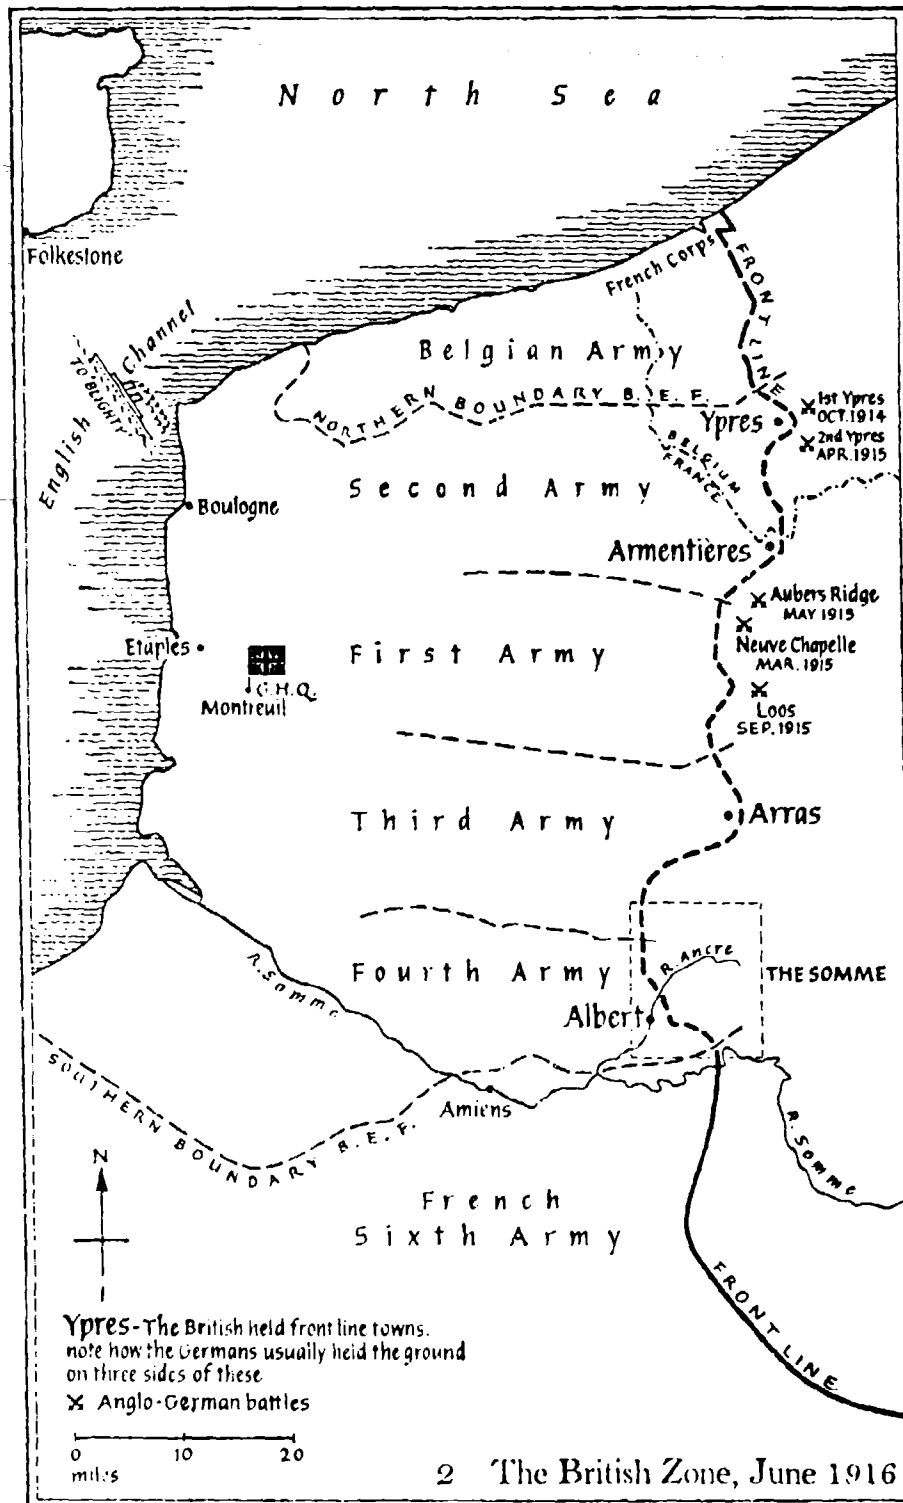 North Sea
Folkestone
English Channel
TO 'BLIGHTY'
French Corps
FRONT LINE
Belgian Army
NORTHERN BOUNDARY B.E.F.
Ypres
1st Ypres
OCT. 1914
2nd Ypres
APR. 1915
BELGIUM
FRANCE
Second Army
Boulogne
Armentières
Aubers Ridge
MAY 1915
Neuve Chapelle
MAR. 1915
Etaples
First Army
G.H.Q.
Montreuil
Loos
SEP. 1915
Third Army
Arras
Fourth Army
R. Ancre
THE SOMME
R. Somme
Albert
SOUTHERN BOUNDARY B.E.F.
Amiens
R. Somme
N
French
Sixth Army
FRONT LINE
Ypres-The British held front line towns.
note how the Germans usually held the ground
on three sides of these
Anglo-German battles
0 10 20
miles
2 The British Zone, June 1916